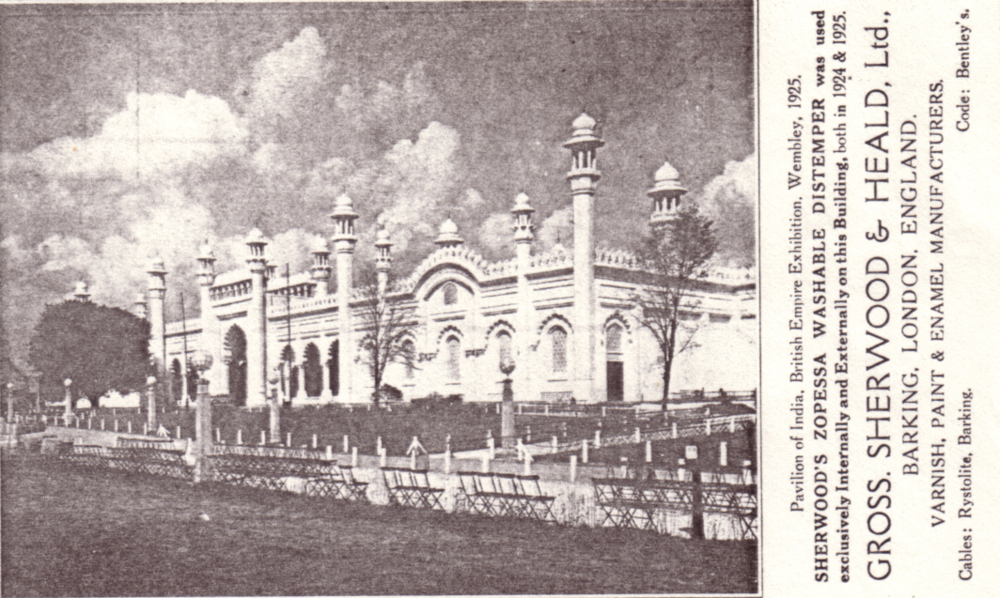 Pavilion of India, British Empire Exhibition, Wembley, 1925.
SHERWOOD'S ZOPESSA WASHABLE DISTEMPER was used
exclusively Internally and Externally on this Building, both in 1924 & 1925.
GROSS. SHERWOOD & HEALD, Ltd.,
BARKING, LONDON, ENGLAND.
VARNISH, PAINT & ENAMEL MANUFACTURERS.
Cables: Rystolite, Barking. Code: Bentley's.